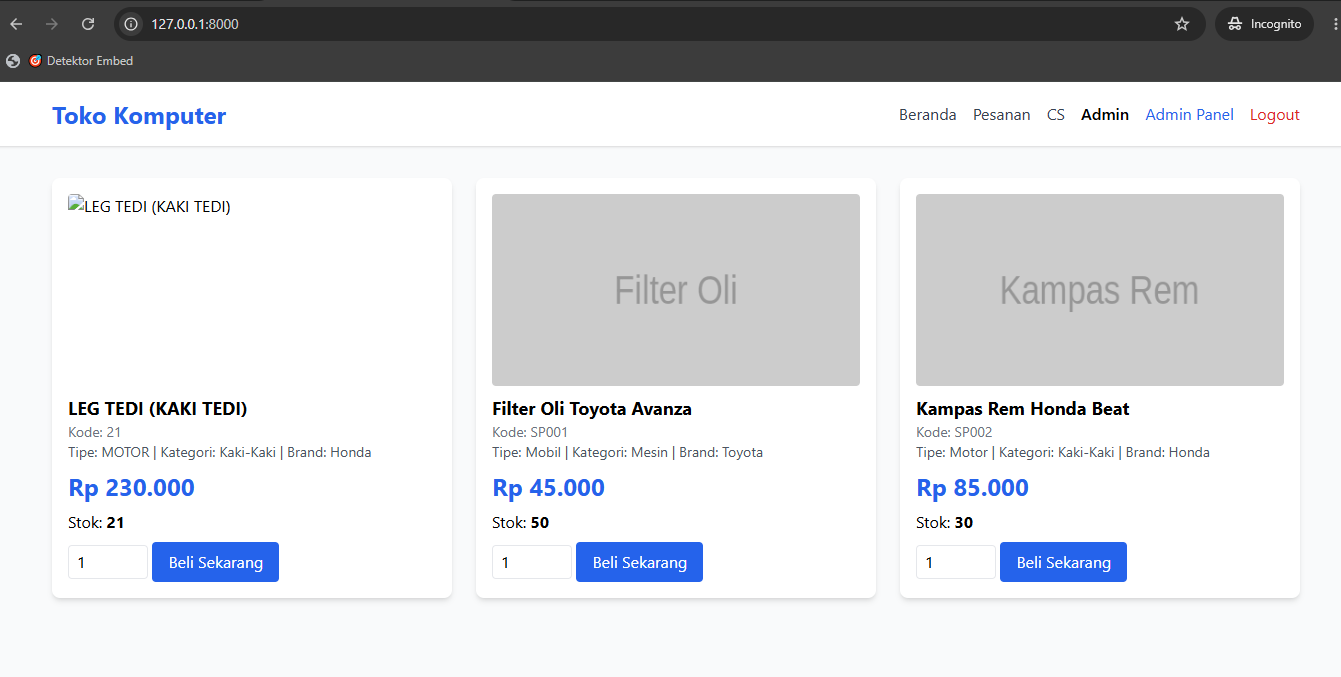 127.0.0.1:8000
Incognito
Detektor Embed
Toko Komputer
Beranda Pesanan CS Admin Admin Panel Logout
LEG TEDI (KAKI TEDI)
Filter Oli
Kampas Rem
LEG TEDI (KAKI TEDI)
Kode: 21
Tipe: MOTOR | Kategori: Kaki-Kaki | Brand: Honda
Rp 230.000
Stok: 21
1 Beli Sekarang
Filter Oli Toyota Avanza
Kode: SP001
Tipe: Mobil | Kategori: Mesin | Brand: Toyota
Rp 45.000
Stok: 50
1 Beli Sekarang
Kampas Rem Honda Beat
Kode: SP002
Tipe: Motor | Kategori: Kaki-Kaki | Brand: Honda
Rp 85.000
Stok: 30
1 Beli Sekarang